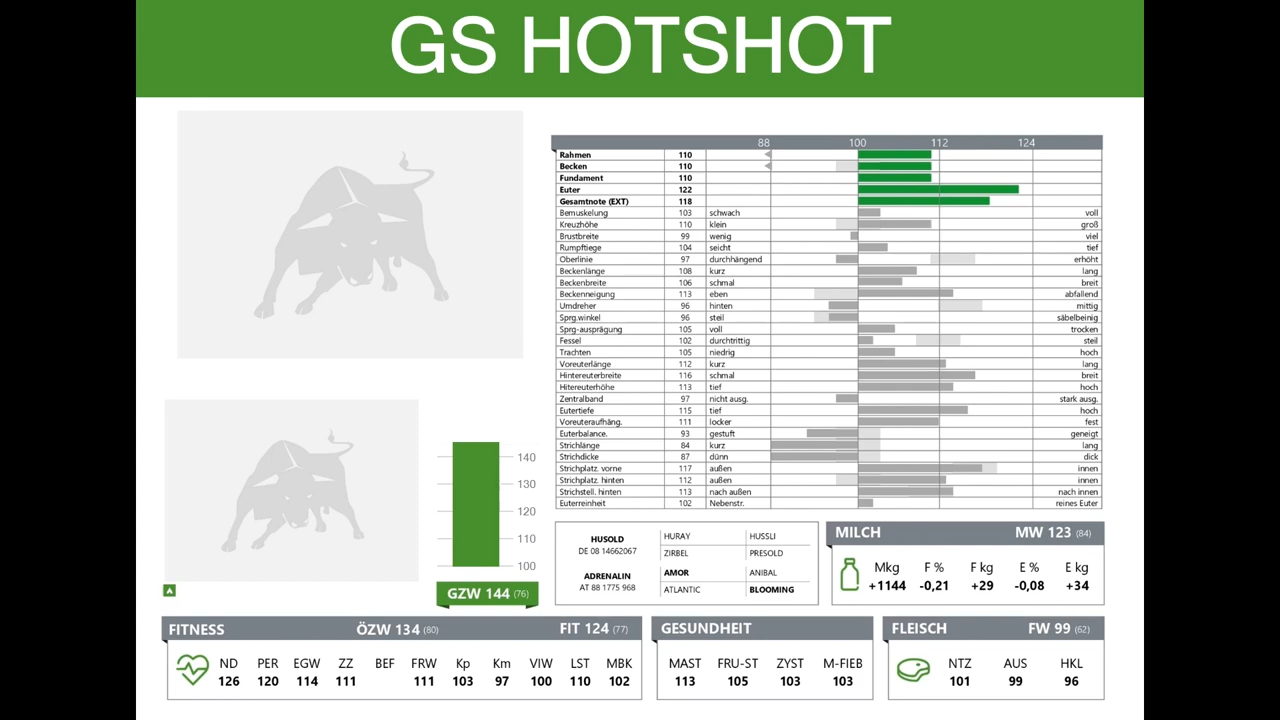 GS HOTSHOT
88 100 112 124
Rahmen 110
Becken 110
Fundament 110
Euter 122
Gesamtnote (EXT) 118
Bemuskelung 103 schwach voll
Kreuzhöhe 110 klein groß
Brustbreite 99 wenig viel
Rumpftiege 104 seicht tief
Oberlinie 97 durchhängend erhöht
Beckenlänge 108 kurz lang
Beckenbreite 106 schmal breit
Beckenneigung 113 eben abfallend
Umdreher 96 hinten mittig
Sprg.winkel 96 steil säbelbeinig
Sprg-ausprägung 105 voll trocken
Fessel 102 durchtrittig steil
Trachten 105 niedrig hoch
Voreuterlänge 112 kurz lang
Hintereuterbreite 116 schmal breit
Hitereuterhöhe 113 tief hoch
Zentralband 97 nicht ausg. stark ausg.
Eutertiefe 115 tief hoch
Voreuteraufhäng. 111 locker fest
Euterbalance. 93 gestuft geneigt
Strichlänge 84 kurz lang
Strichdicke 87 dünn dick
Strichplatz. vorne 117 außen innen
Strichplatz. hinten 112 außen innen
Strichstell. hinten 113 nach außen nach innen
Euterreinheit 102 Nebenstr. reines Euter
140
130
120
110
100
GZW 144 (76)
HUSOLD
DE 08 14662067
HURAY HUSSLI
ZIRBEL PRESOLD
ADRENALIN
AT 88 1775 968
AMOR ANIBAL
ATLANTIC BLOOMING
MILCH MW 123 (84)
Mkg F % F kg E % E kg
+1144 -0,21 +29 -0,08 +34
FITNESS ÖZW 134 (80) FIT 124 (77)
ND PER EGW ZZ BEF FRW Kp Km VIW LST MBK
126 120 114 111 111 103 97 100 110 102
GESUNDHEIT
MAST FRU-ST ZYST M-FIEB
113 105 103 103
FLEISCH FW 99 (62)
NTZ AUS HKL
101 99 96